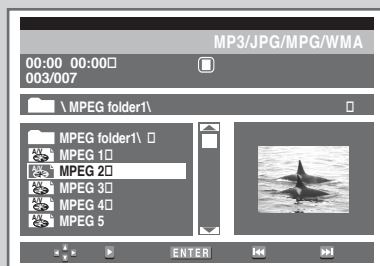 MP3/JPG/MPG/WMA
00:00 00:00
003/007
\ MPEG folder1\
MPEG folder1\
MPEG 1
MPEG 2
MPEG 3
MPEG 4
MPEG 5
ENTER